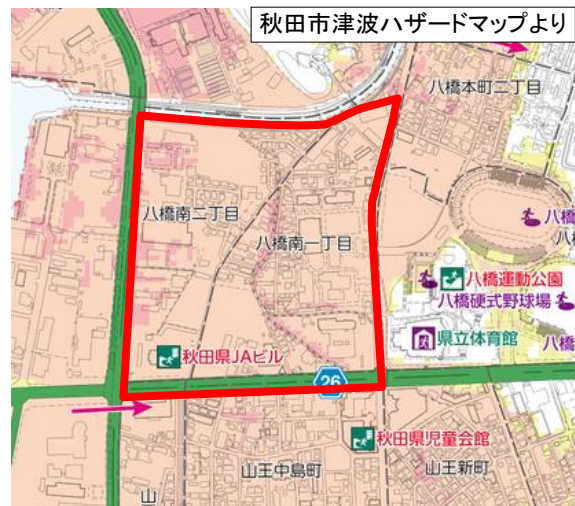 秋田市津波ハザードマップより
八橋本町二丁目
八橋南二丁目
八橋南一丁目
八橋
八橋運動公園
八橋硬式野球場
県立体育館
八橋
秋田県JAビル
26
秋田県児童会館
山王中島町
山王新町
山